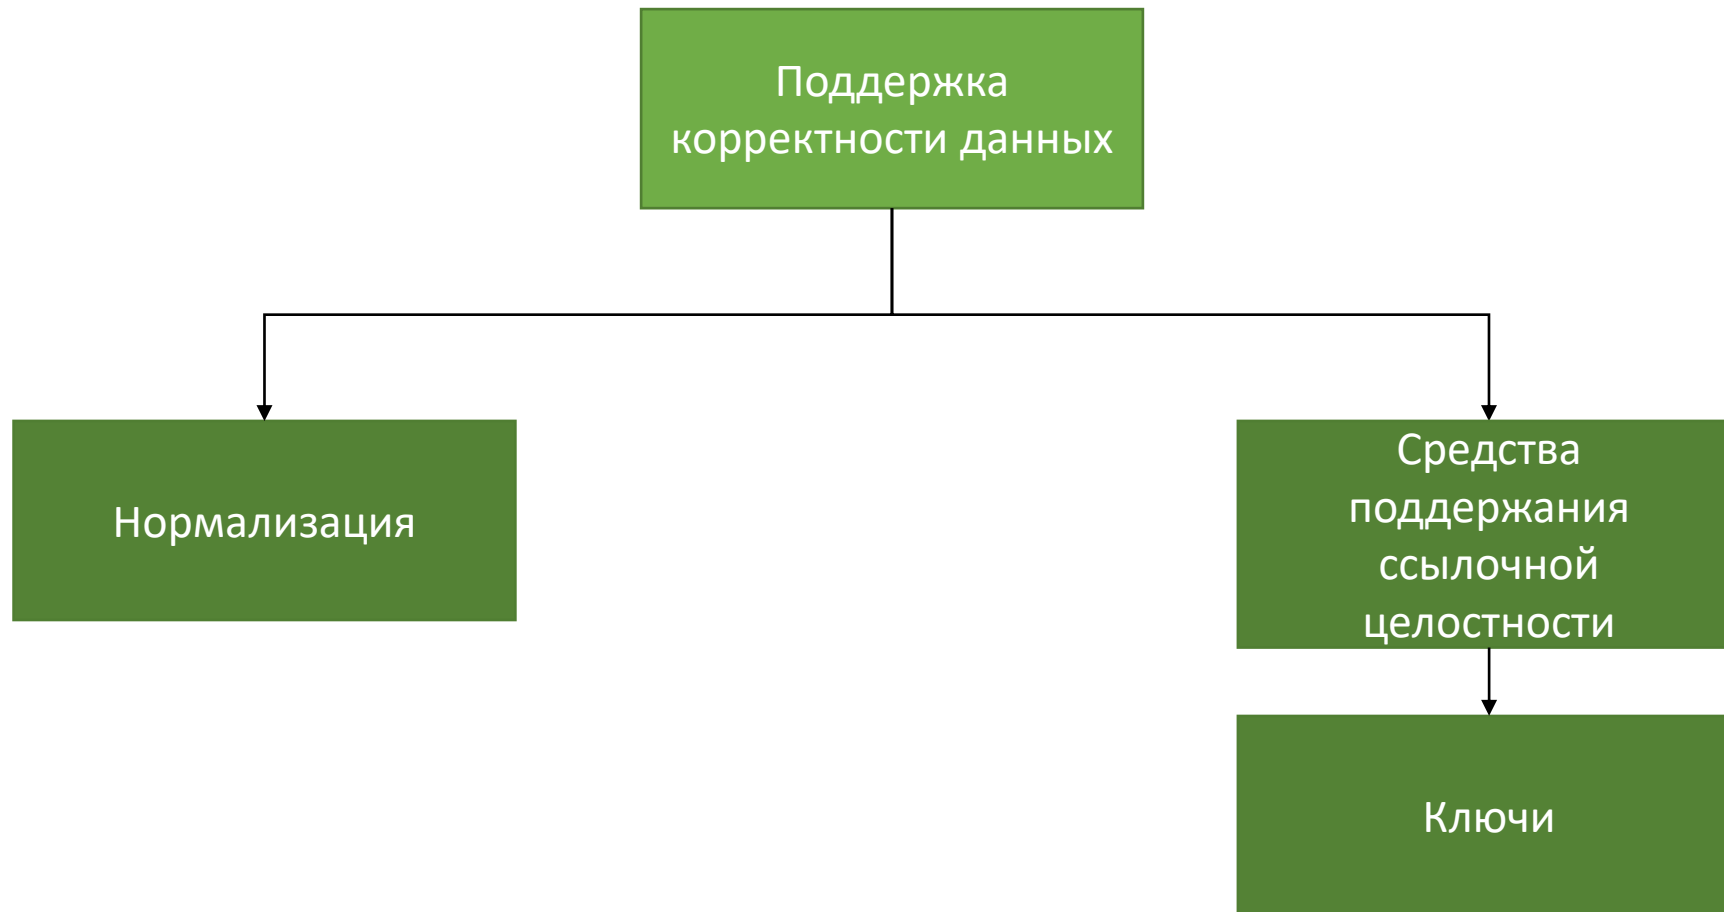 Поддержка
корректности данных
Нормализация
Средства
поддержания
ссылочной
целостности
Ключи